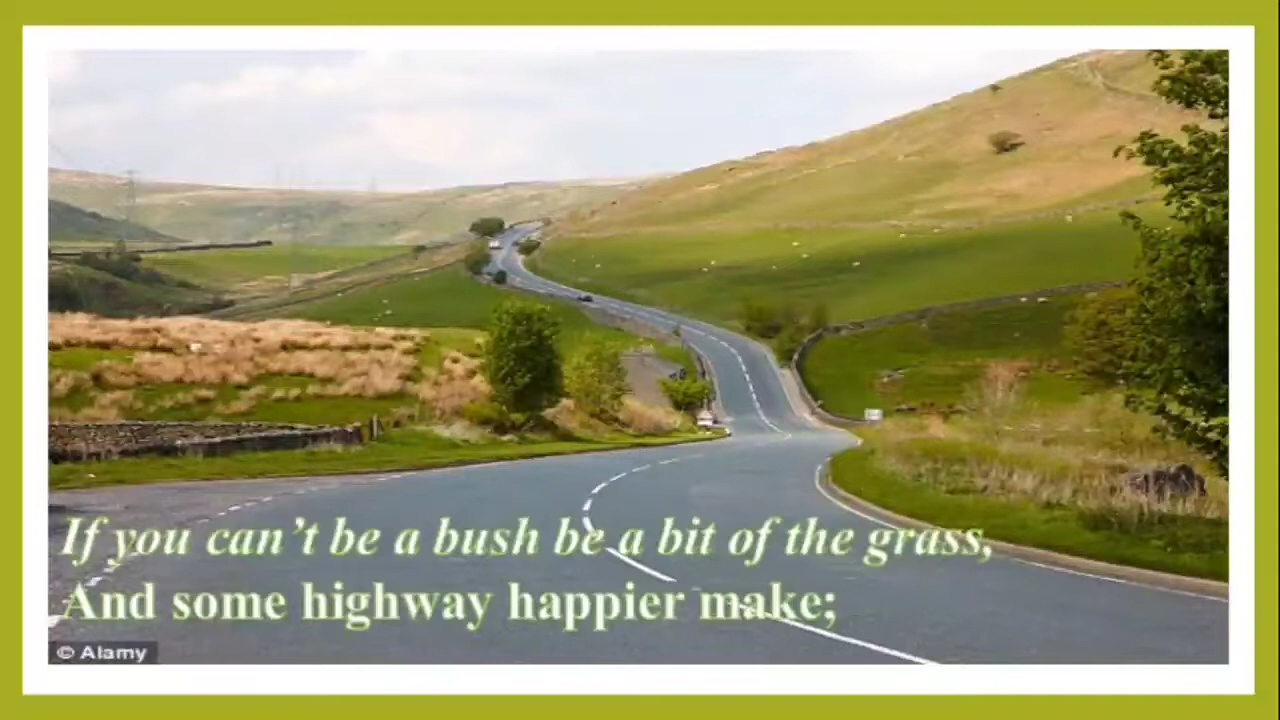 If you can’t be a bush be a bit of the grass,
And some highway happier make;
© Alamy